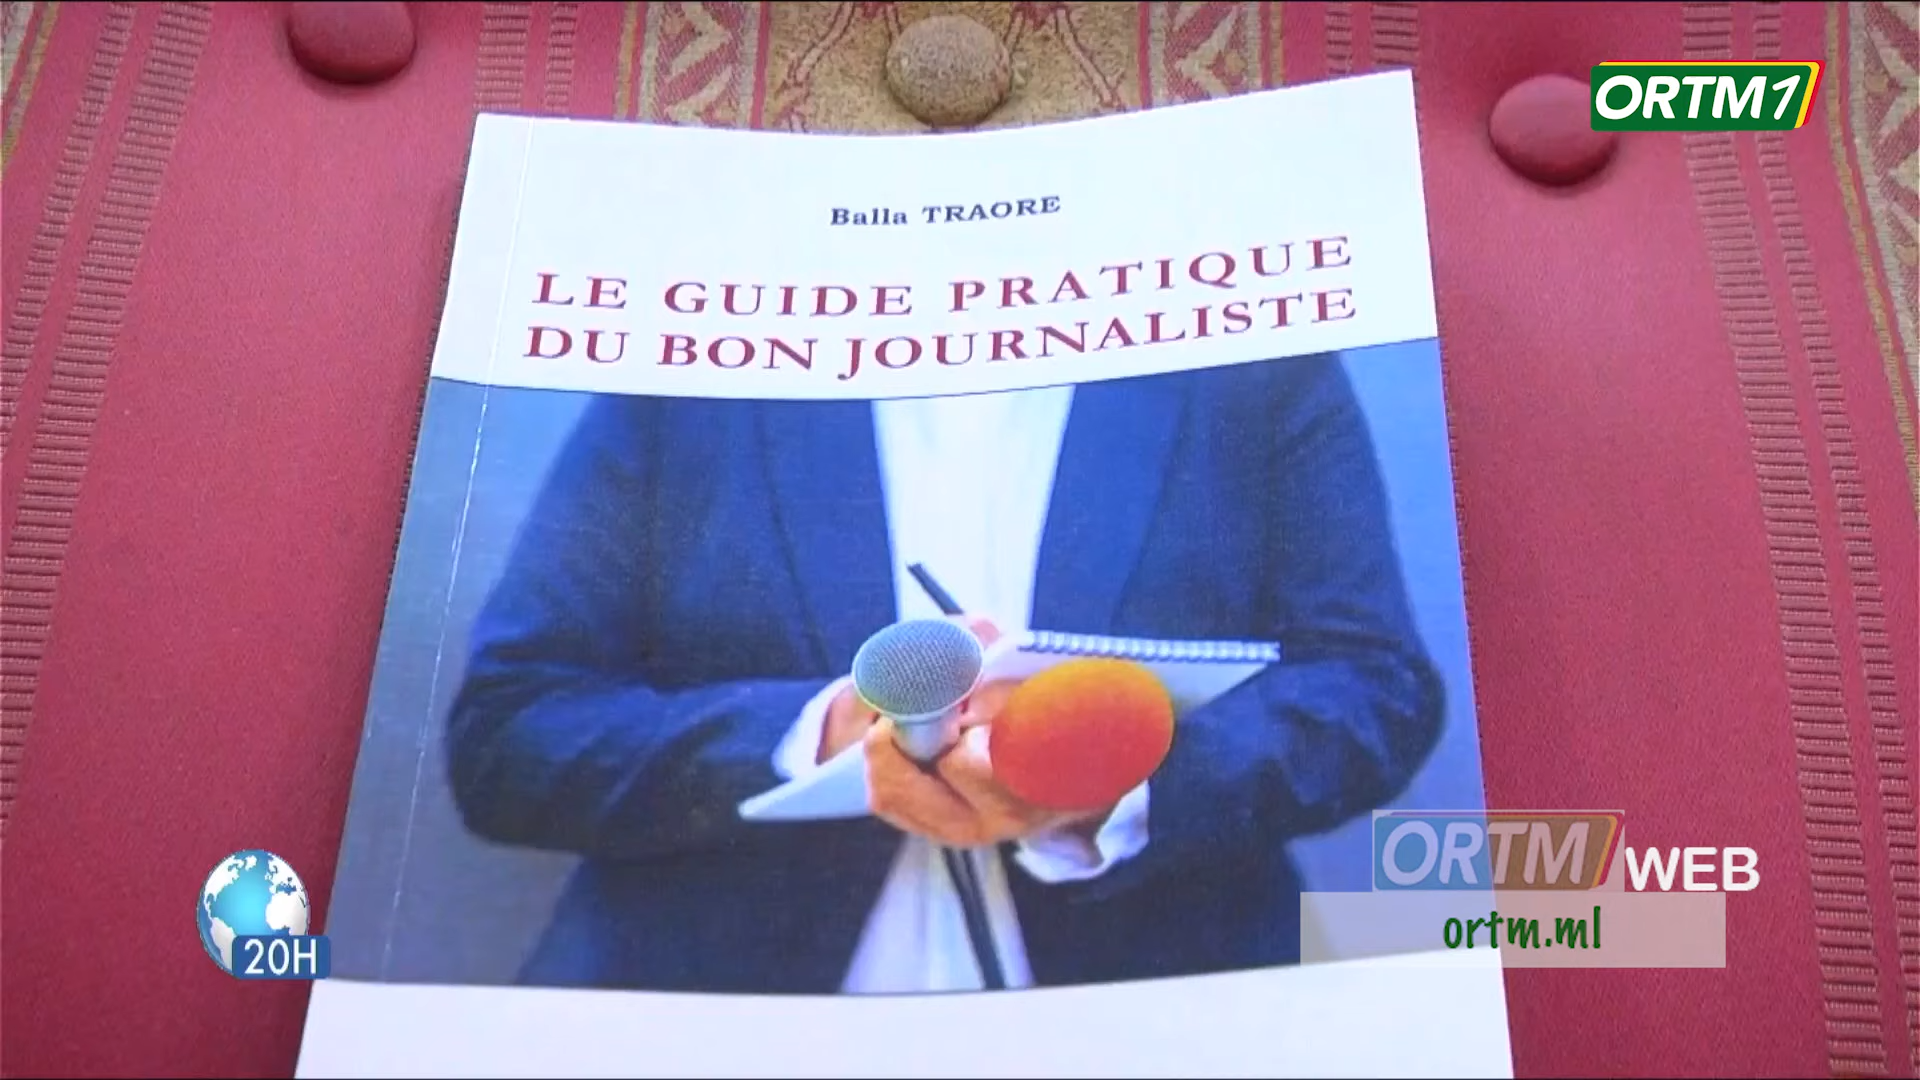 ORTM1
Balla TRAORE
LE GUIDE PRATIQUE
DU BON JOURNALISTE
ORTM WEB
ortm.ml
20H